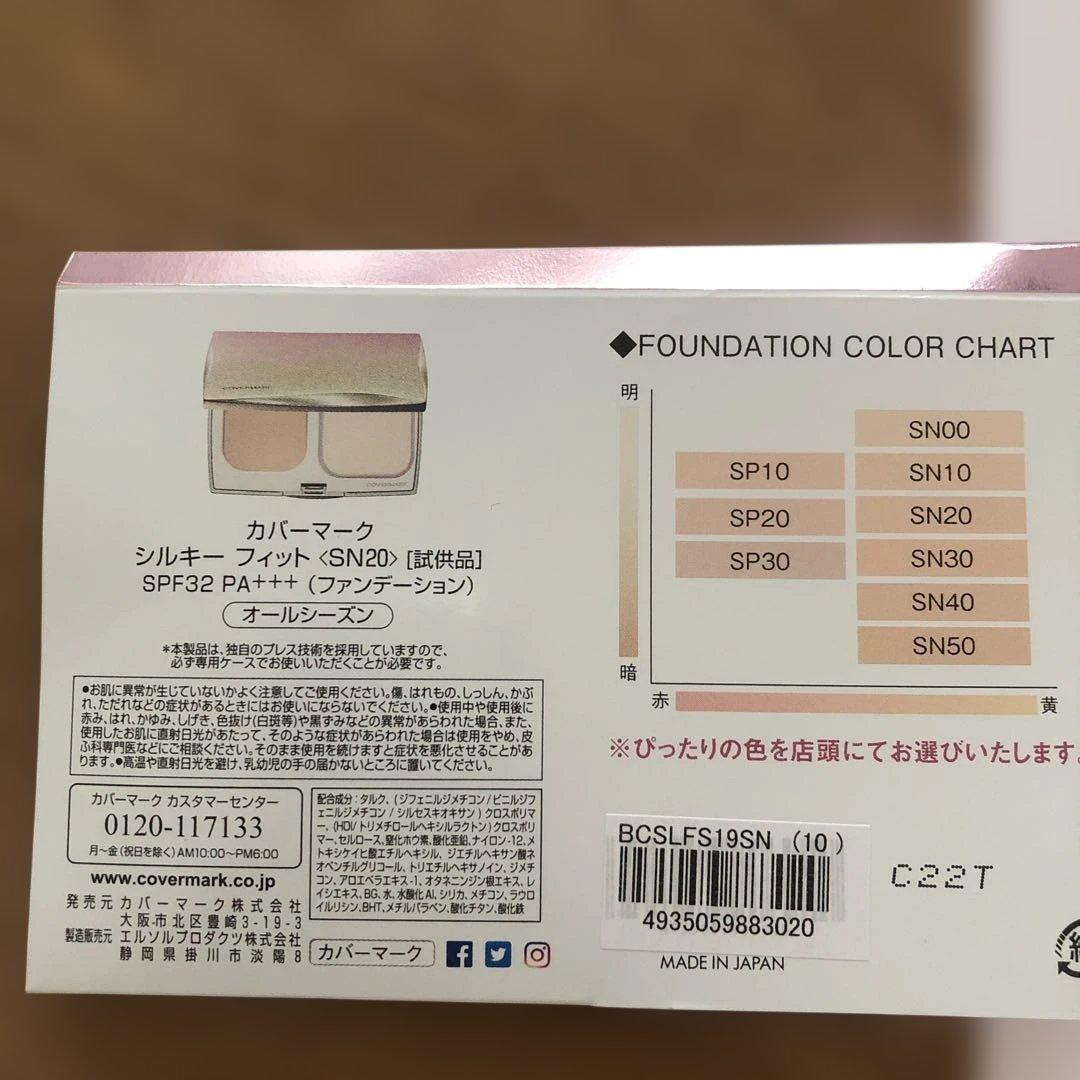 COVERMARK
COVERMARK
カバーマーク
シルキー フィット〈SN20〉[試供品]
SPF32 PA+++（ファンデーション）
オールシーズン
*本製品は、独自のプレス技術を採用していますので、
必ず専用ケースでお使いいただくことが必要です。
●お肌に異常が生じていないかよく注意してご使用ください。傷、はれもの、しっしん、かぶ
れ、ただれなどの症状があるときにはお使いにならないでください。●使用中や使用後に
赤み、はれ、かゆみ、しげき、色抜け(白斑等)や黒ずみなどの異常があらわれた場合、また、
使用したお肌に直射日光があたって、そのような症状があらわれた場合は使用をやめ、皮
ふ科専門医などにご相談ください。そのまま使用を続けますと症状を悪化させることがあ
ります。●高温や直射日光を避け、乳幼児の手の届かないところに置いてください。
カバーマーク カスタマーセンター
0120-117133
月〜金(祝日を除く)AM10:00〜PM6:00
www.covermark.co.jp
発売元 カバーマーク株式会社
大阪市北区豊崎3-19-3
製造販売元 エルソルプロダクツ株式会社
静岡県掛川市淡陽8
配合成分：タルク、(ジフェニルジメチコン/ビニルジフ
ェニルジメチコン/シルセスキオキサン)クロスポリマ
ー、(HDI/トリメチロールヘキシルラクトン)クロスポリ
マー、セルロース、窒化ホウ素、酸化亜鉛、ナイロン-12、メ
トキシケイヒ酸エチルヘキシル、ジエチルヘキサン酸ネ
オペンチルグリコール、トリエチルヘキサノイン、ジメチ
コン、アロエベラエキス-1、オタネニンジン根エキス、レ
イシエキス、BG、水、水酸化Al、シリカ、メチコン、ラウロ
イルリシン、BHT、メチルパラベン、酸化チタン、酸化鉄
カバーマーク
◆FOUNDATION COLOR CHART
明
SN00
SP10 SN10
SP20 SN20
SP30 SN30
SN40
SN50
暗
赤 黄
※ぴったりの色を店頭にてお選びいたします。
BCSLFS19SN (10)
4935059883020
C22T
MADE IN JAPAN